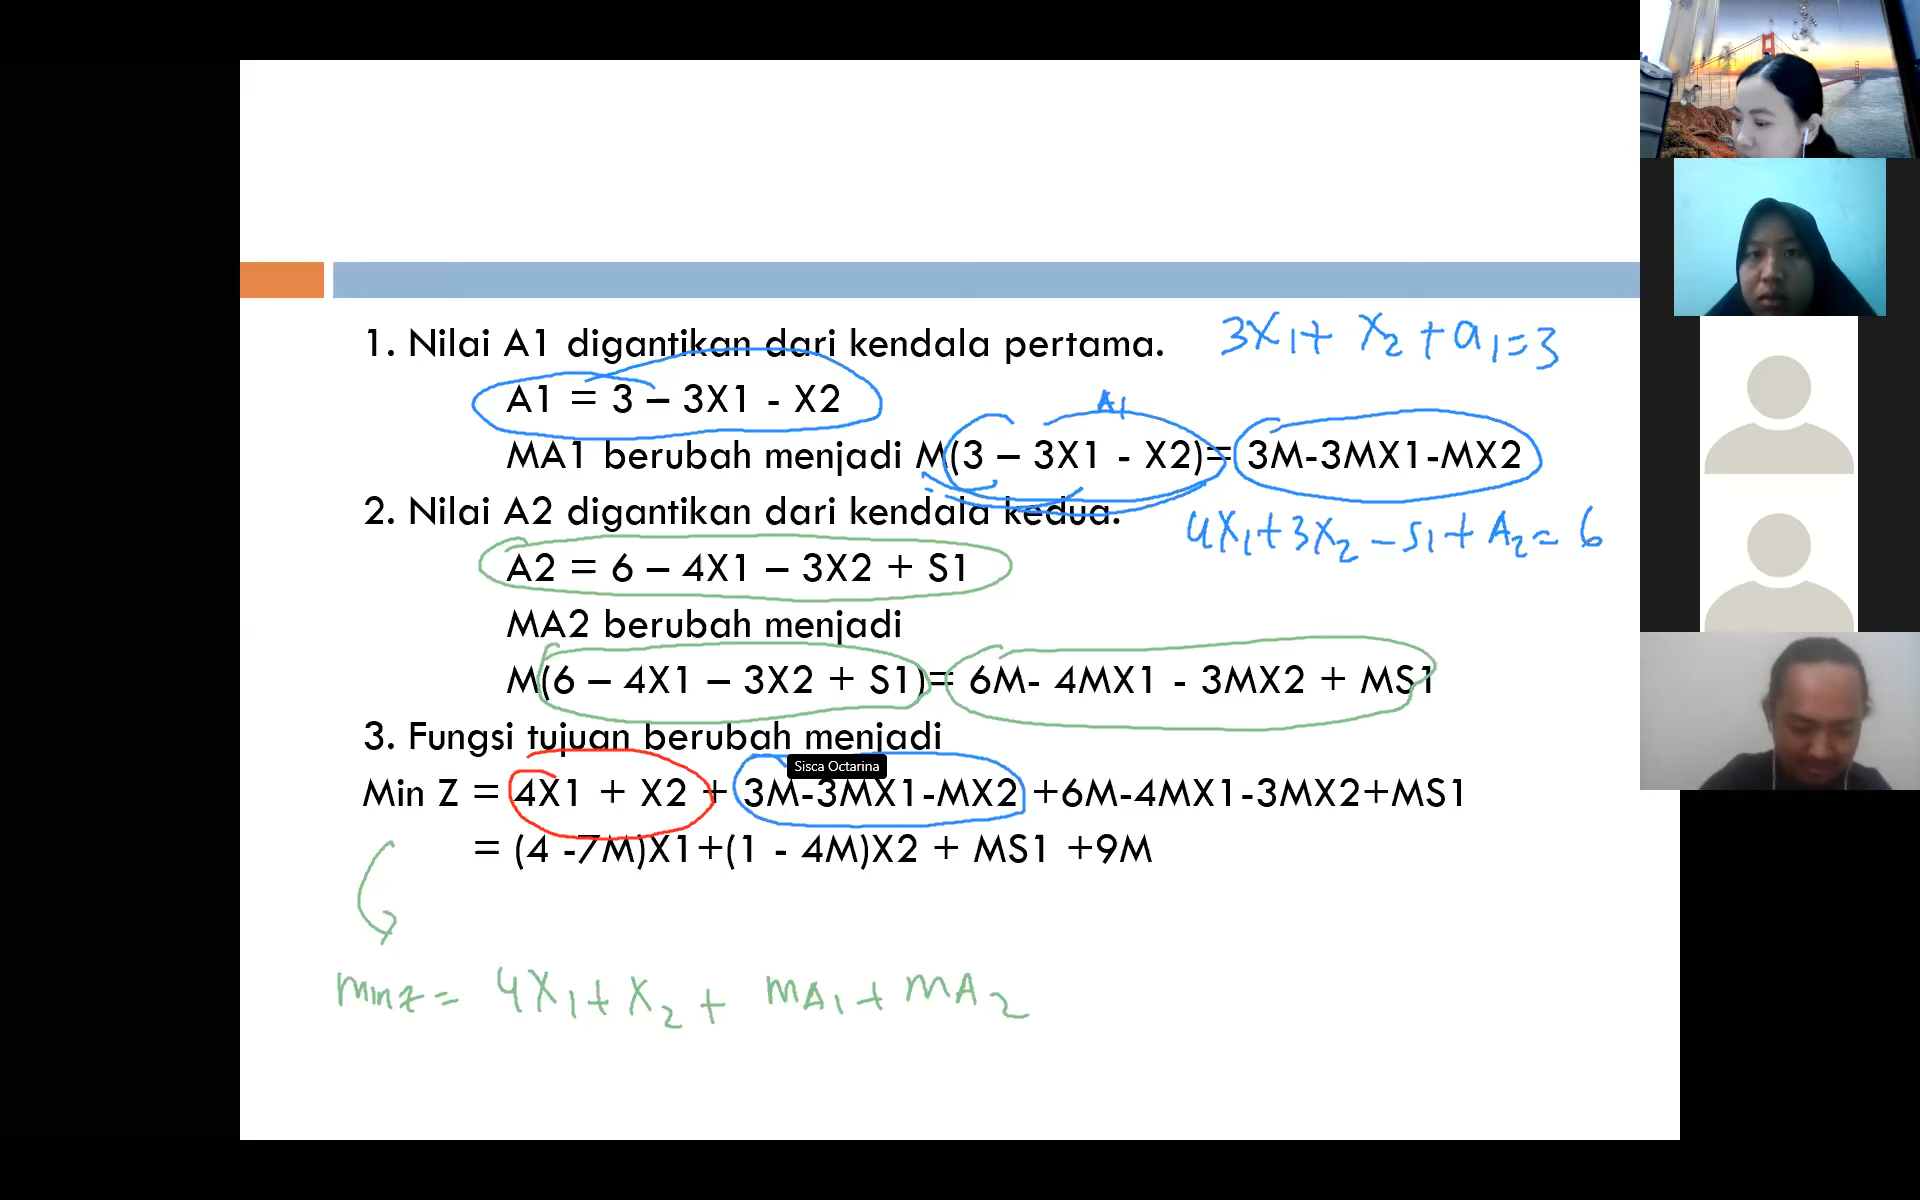 1. Nilai A1 digantikan dari kendala pertama. 3X1 + X2 + a1 = 3
A1 = 3 – 3X1 - X2
A1
MA1 berubah menjadi M(3 – 3X1 - X2)= 3M-3MX1-MX2
2. Nilai A2 digantikan dari kendala kedua. 4X1+3X2 – S1 + A2 = 6
A2 = 6 – 4X1 – 3X2 + S1
MA2 berubah menjadi
M(6 – 4X1 – 3X2 + S1)= 6M- 4MX1 - 3MX2 + MS1
3. Fungsi tujuan berubah menjadi
Sisca Octarina
Min Z = 4X1 + X2 + 3M-3MX1-MX2 +6M-4MX1-3MX2+MS1
= (4 -7M)X1+(1 - 4M)X2 + MS1 +9M
Min Z = 4X1 + X2 + MA1 + MA2